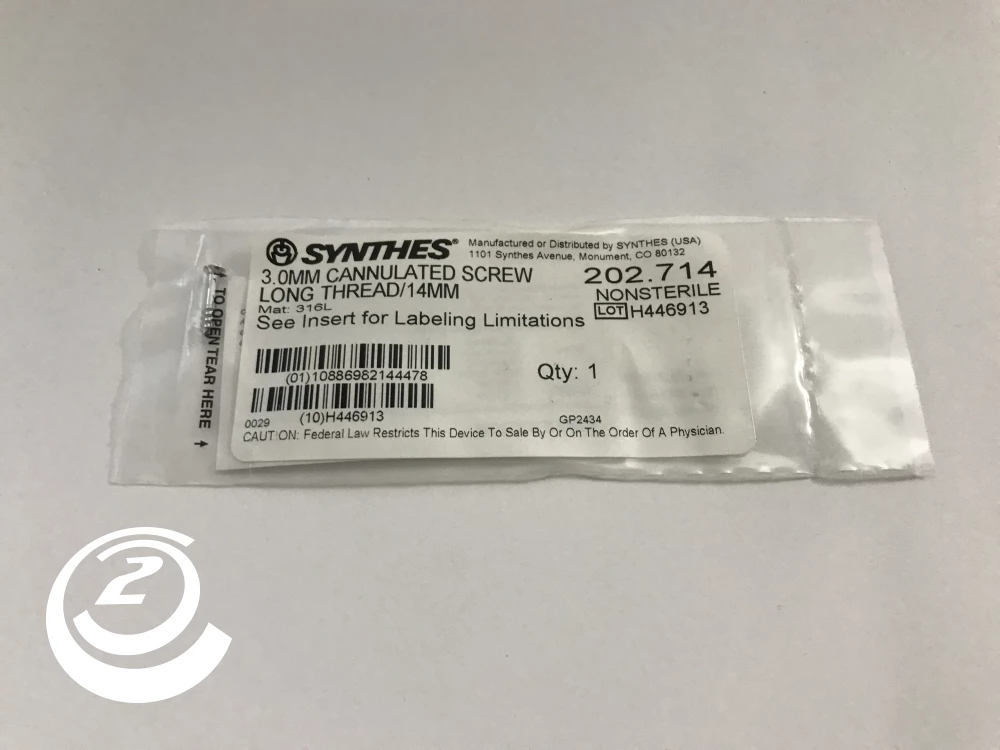 SYNTHES®
Manufactured or Distributed by SYNTHES (USA)
1101 Synthes Avenue, Monument, CO 80132
3.0MM CANNULATED SCREW
LONG THREAD/14MM
Mat: 316L
See Insert for Labeling Limitations
202.714
NONSTERILE
LOT H446913
(01)10886982144478
Qty: 1
(10)H446913
0029
GP2434
CAUTION: Federal Law Restricts This Device To Sale By Or On The Order Of A Physician.
TO OPEN TEAR HERE
2